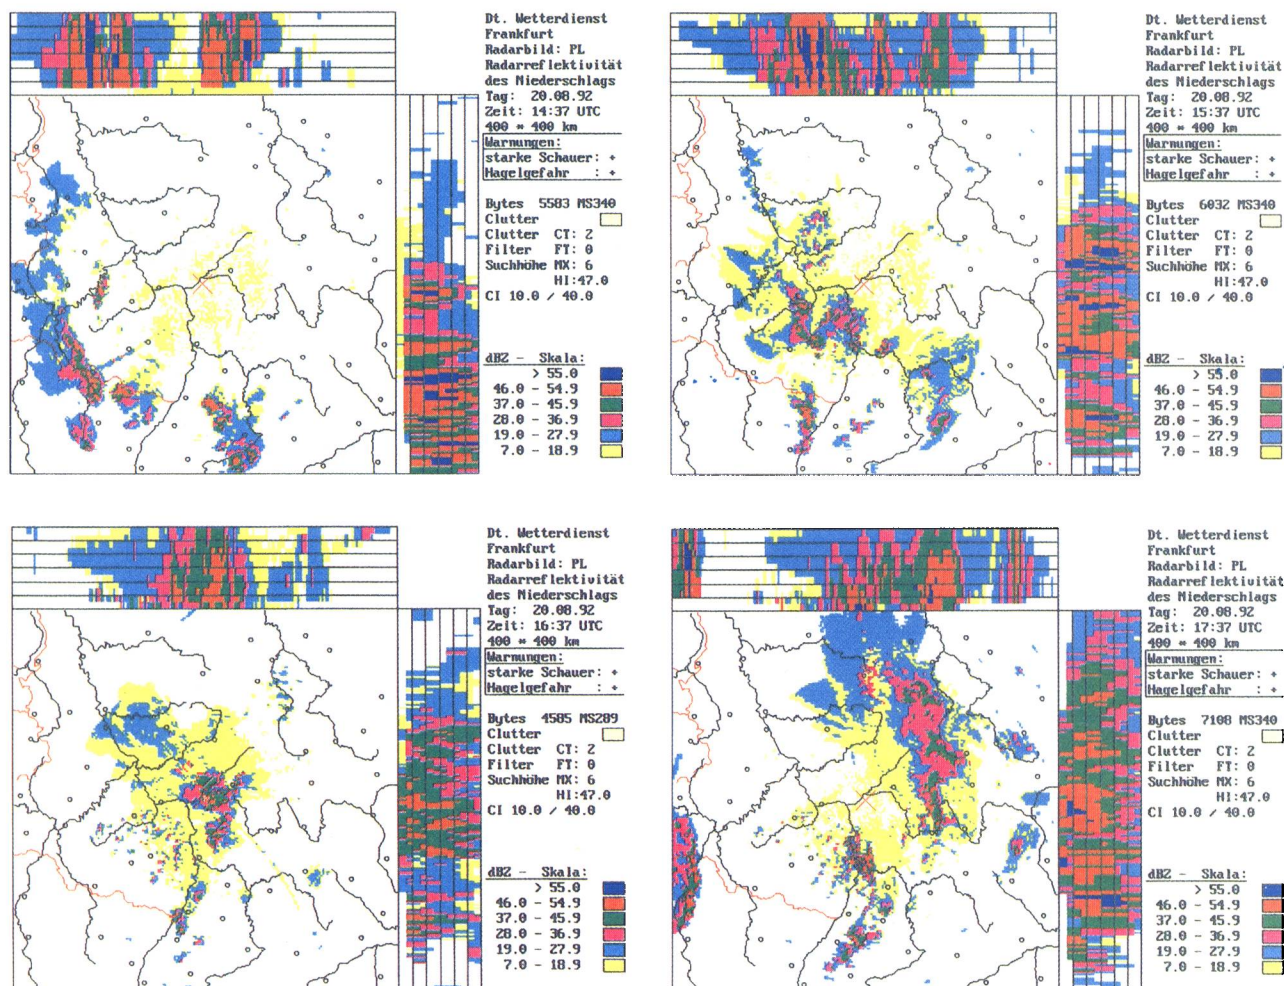 Dt. Wetterdienst
Frankfurt
Radarbild: PL
Radarreflektivität
des Niederschlags
Tag: 20.08.92
Zeit: 14:37 UTC
400 * 400 km
Warnungen:
starke Schauer: +
Hagelgefahr : +
Bytes 5583 MS340
Clutter
Clutter CT: 2
Filter FT: 0
Suchhöhe MX: 6
HI:47.0
CI 10.0 / 40.0
dBZ - Skala:
> 55.0
46.0 - 54.9
37.0 - 45.9
28.0 - 36.9
19.0 - 27.9
7.0 - 18.9
Dt. Wetterdienst
Frankfurt
Radarbild: PL
Radarreflektivität
des Niederschlags
Tag: 20.08.92
Zeit: 15:37 UTC
400 * 400 km
Warnungen:
starke Schauer: +
Hagelgefahr : +
Bytes 6032 MS340
Clutter
Clutter CT: 2
Filter FT: 0
Suchhöhe MX: 6
HI:47.0
CI 10.0 / 40.0
dBZ - Skala:
> 55.0
46.0 - 54.9
37.0 - 45.9
28.0 - 36.9
19.0 - 27.9
7.0 - 18.9
Dt. Wetterdienst
Frankfurt
Radarbild: PL
Radarreflektivität
des Niederschlags
Tag: 20.08.92
Zeit: 16:37 UTC
400 * 400 km
Warnungen:
starke Schauer: +
Hagelgefahr : +
Bytes 4585 MS289
Clutter
Clutter CT: 2
Filter FT: 0
Suchhöhe MX: 6
HI:47.0
CI 10.0 / 40.0
dBZ - Skala:
> 55.0
46.0 - 54.9
37.0 - 45.9
28.0 - 36.9
19.0 - 27.9
7.0 - 18.9
Dt. Wetterdienst
Frankfurt
Radarbild: PL
Radarreflektivität
des Niederschlags
Tag: 20.08.92
Zeit: 17:37 UTC
400 * 400 km
Warnungen:
starke Schauer: +
Hagelgefahr : +
Bytes 7108 MS340
Clutter
Clutter CT: 2
Filter FT: 0
Suchhöhe MX: 6
HI:47.0
CI 10.0 / 40.0
dBZ - Skala:
> 55.0
46.0 - 54.9
37.0 - 45.9
28.0 - 36.9
19.0 - 27.9
7.0 - 18.9